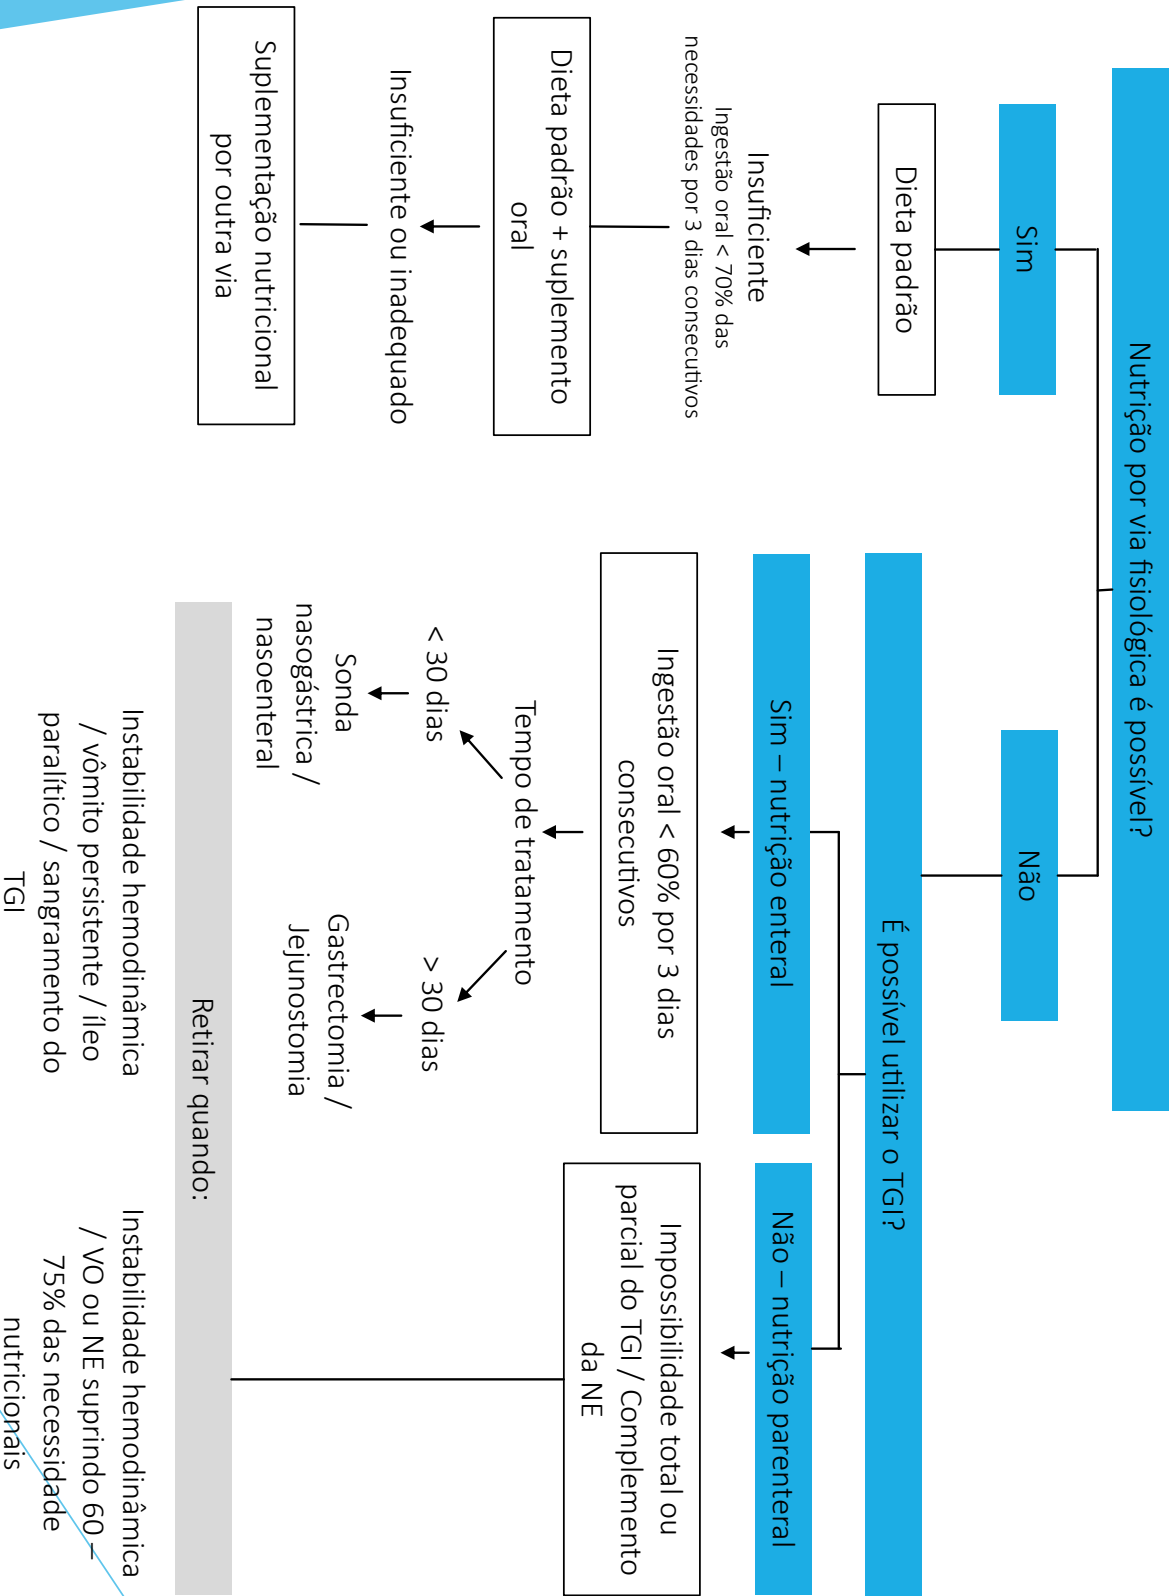 Nutrição por via fisiológica é possível?
Sim
Dieta padrão
Insuficiente
Ingestão oral < 70% das
necessidades por 3 dias consecutivos
Dieta padrão + suplemento
oral
Insuficiente ou inadequado
Suplementação nutricional
por outra via
Não
É possível utilizar o TGI?
Sim – nutrição enteral
Ingestão oral < 60% por 3 dias
consecutivos
Tempo de tratamento
< 30 dias
Sonda
nasogástrica /
nasoenteral
> 30 dias
Gastrectomia /
Jejunostomia
Não – nutrição parenteral
Impossibilidade total ou
parcial do TGI / Complemento
da NE
Retirar quando:
Instabilidade hemodinâmica
/ vômito persistente / íleo
paralítico / sangramento do
TGI
Instabilidade hemodinâmica
/ VO ou NE suprindo 60 –
75% das necessidade
nutricionais